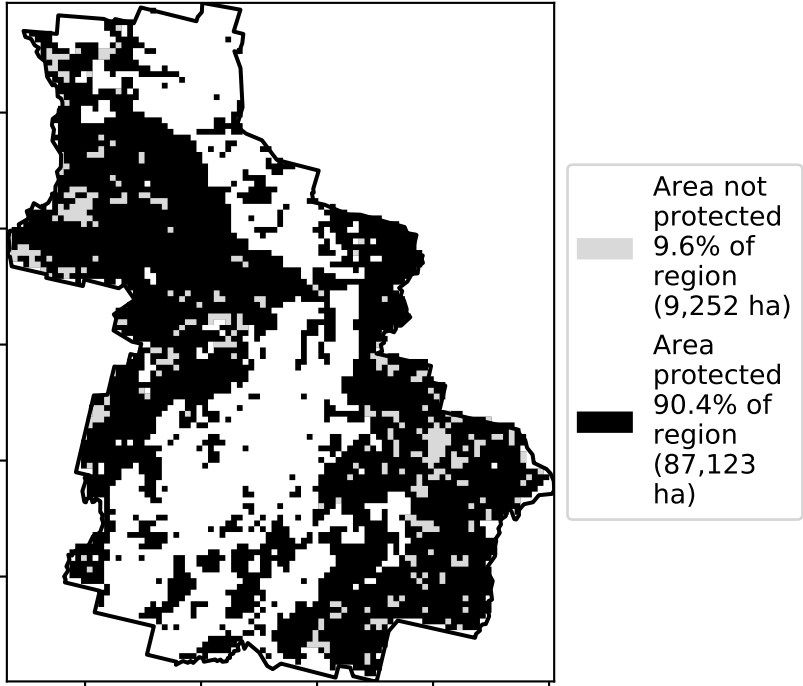 Area not
protected
9.6% of
region
(9,252 ha)
Area
protected
90.4% of
region
(87,123
ha)